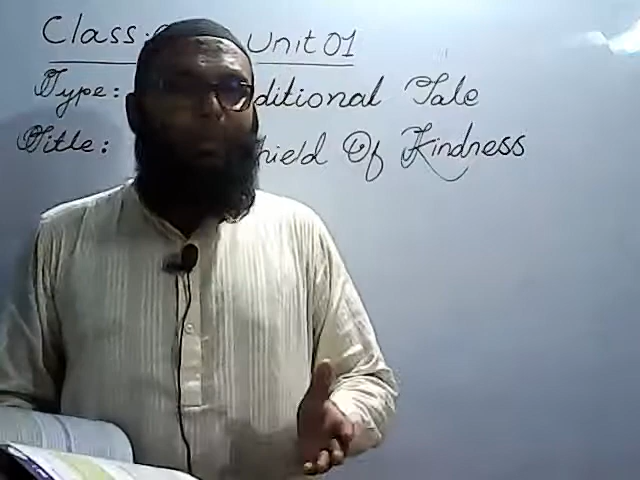 Class: Unit 01
Type: ditional Tale
Title: hield Of Kindness